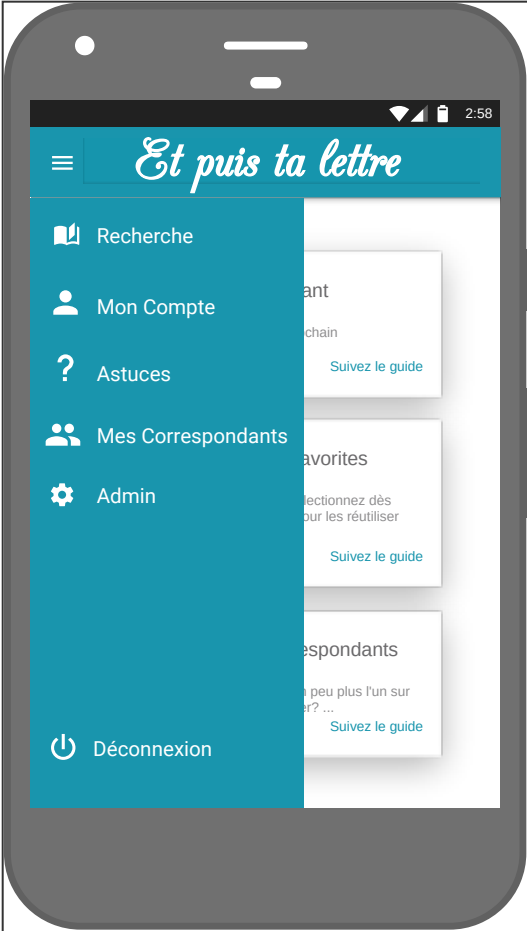 2:58
Et puis ta lettre
Recherche
Mon Compte
Astuces
Mes Correspondants
Admin
Déconnexion
ant
chain
Suivez le guide
avorites
lectionnez dès
our les réutiliser
Suivez le guide
espondants
peu plus l'un sur
er? ...
Suivez le guide